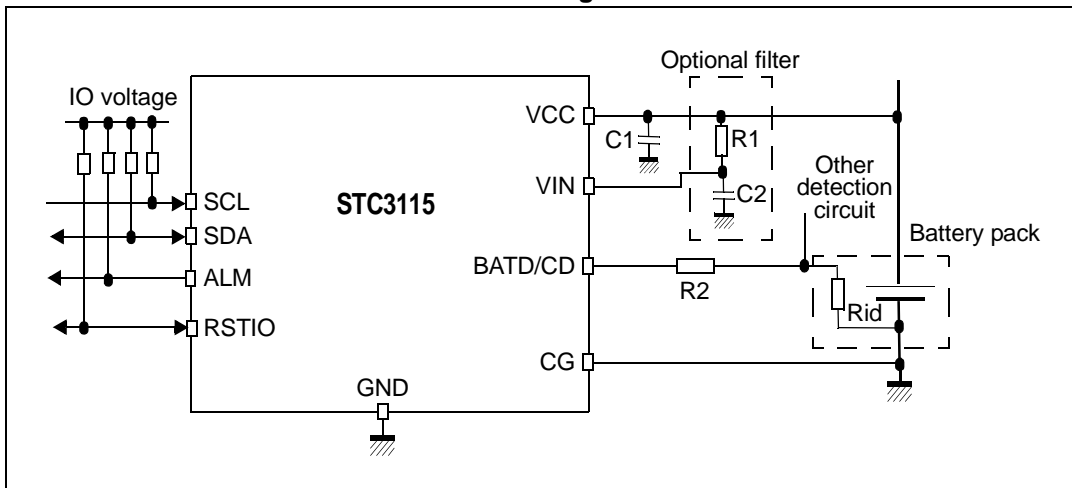 Optional filter
IO voltage
VCC
C1
R1
Other
detection
circuit
VIN
C2
SCL
STC3115
SDA
Battery pack
BATD/CD
ALM
R2
Rid
RSTIO
CG
GND